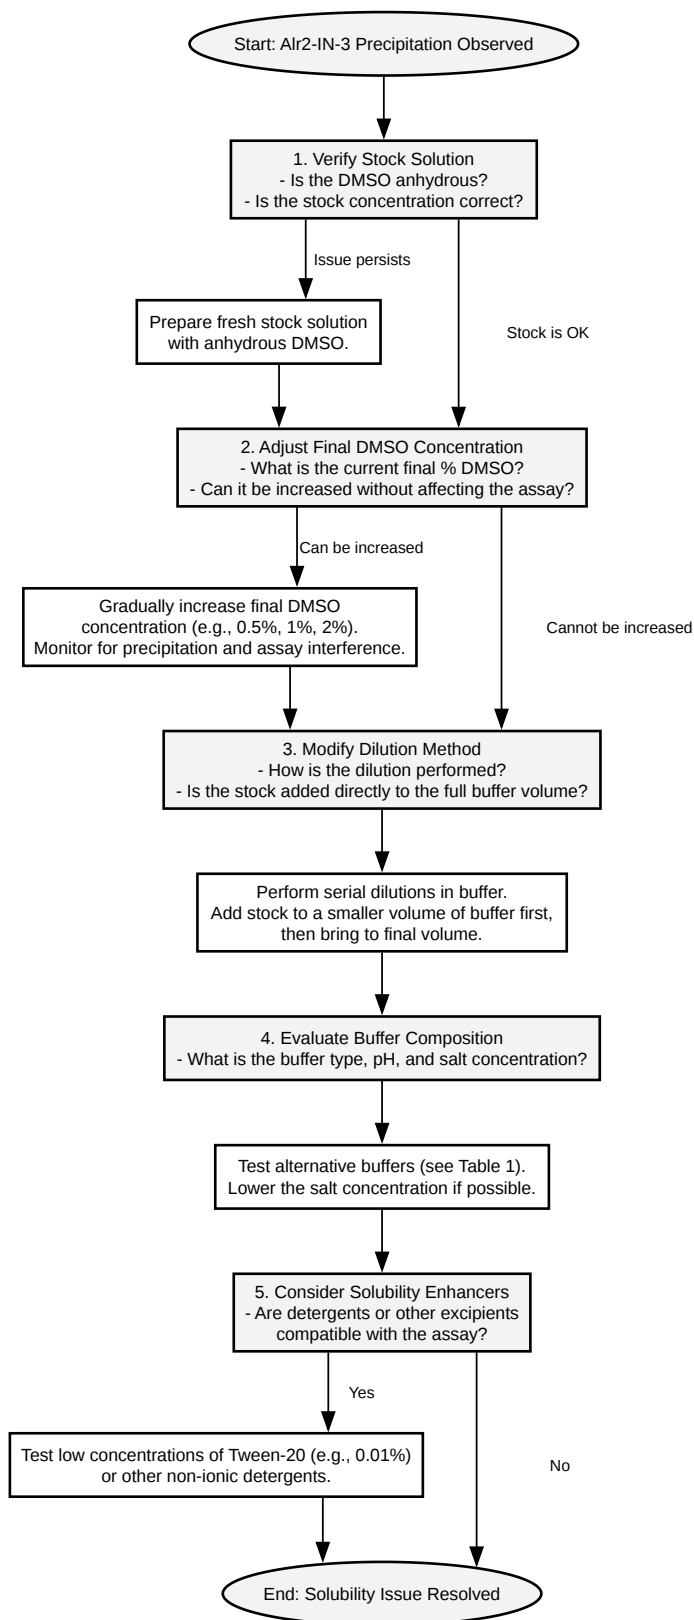 Start: Alr2-IN-3 Precipitation Observed
1. Verify Stock Solution
- Is the DMSO anhydrous?
- Is the stock concentration correct?
Issue persists
Prepare fresh stock solution
with anhydrous DMSO.
Stock is OK
2. Adjust Final DMSO Concentration
- What is the current final % DMSO?
- Can it be increased without affecting the assay?
Can be increased
Gradually increase final DMSO
concentration (e.g., 0.5%, 1%, 2%).
Monitor for precipitation and assay interference.
Cannot be increased
3. Modify Dilution Method
- How is the dilution performed?
- Is the stock added directly to the full buffer volume?
Perform serial dilutions in buffer.
Add stock to a smaller volume of buffer first,
then bring to final volume.
4. Evaluate Buffer Composition
- What is the buffer type, pH, and salt concentration?
Test alternative buffers (see Table 1).
Lower the salt concentration if possible.
5. Consider Solubility Enhancers
- Are detergents or other excipients
compatible with the assay?
Yes
Test low concentrations of Tween-20 (e.g., 0.01%)
or other non-ionic detergents.
No
End: Solubility Issue Resolved